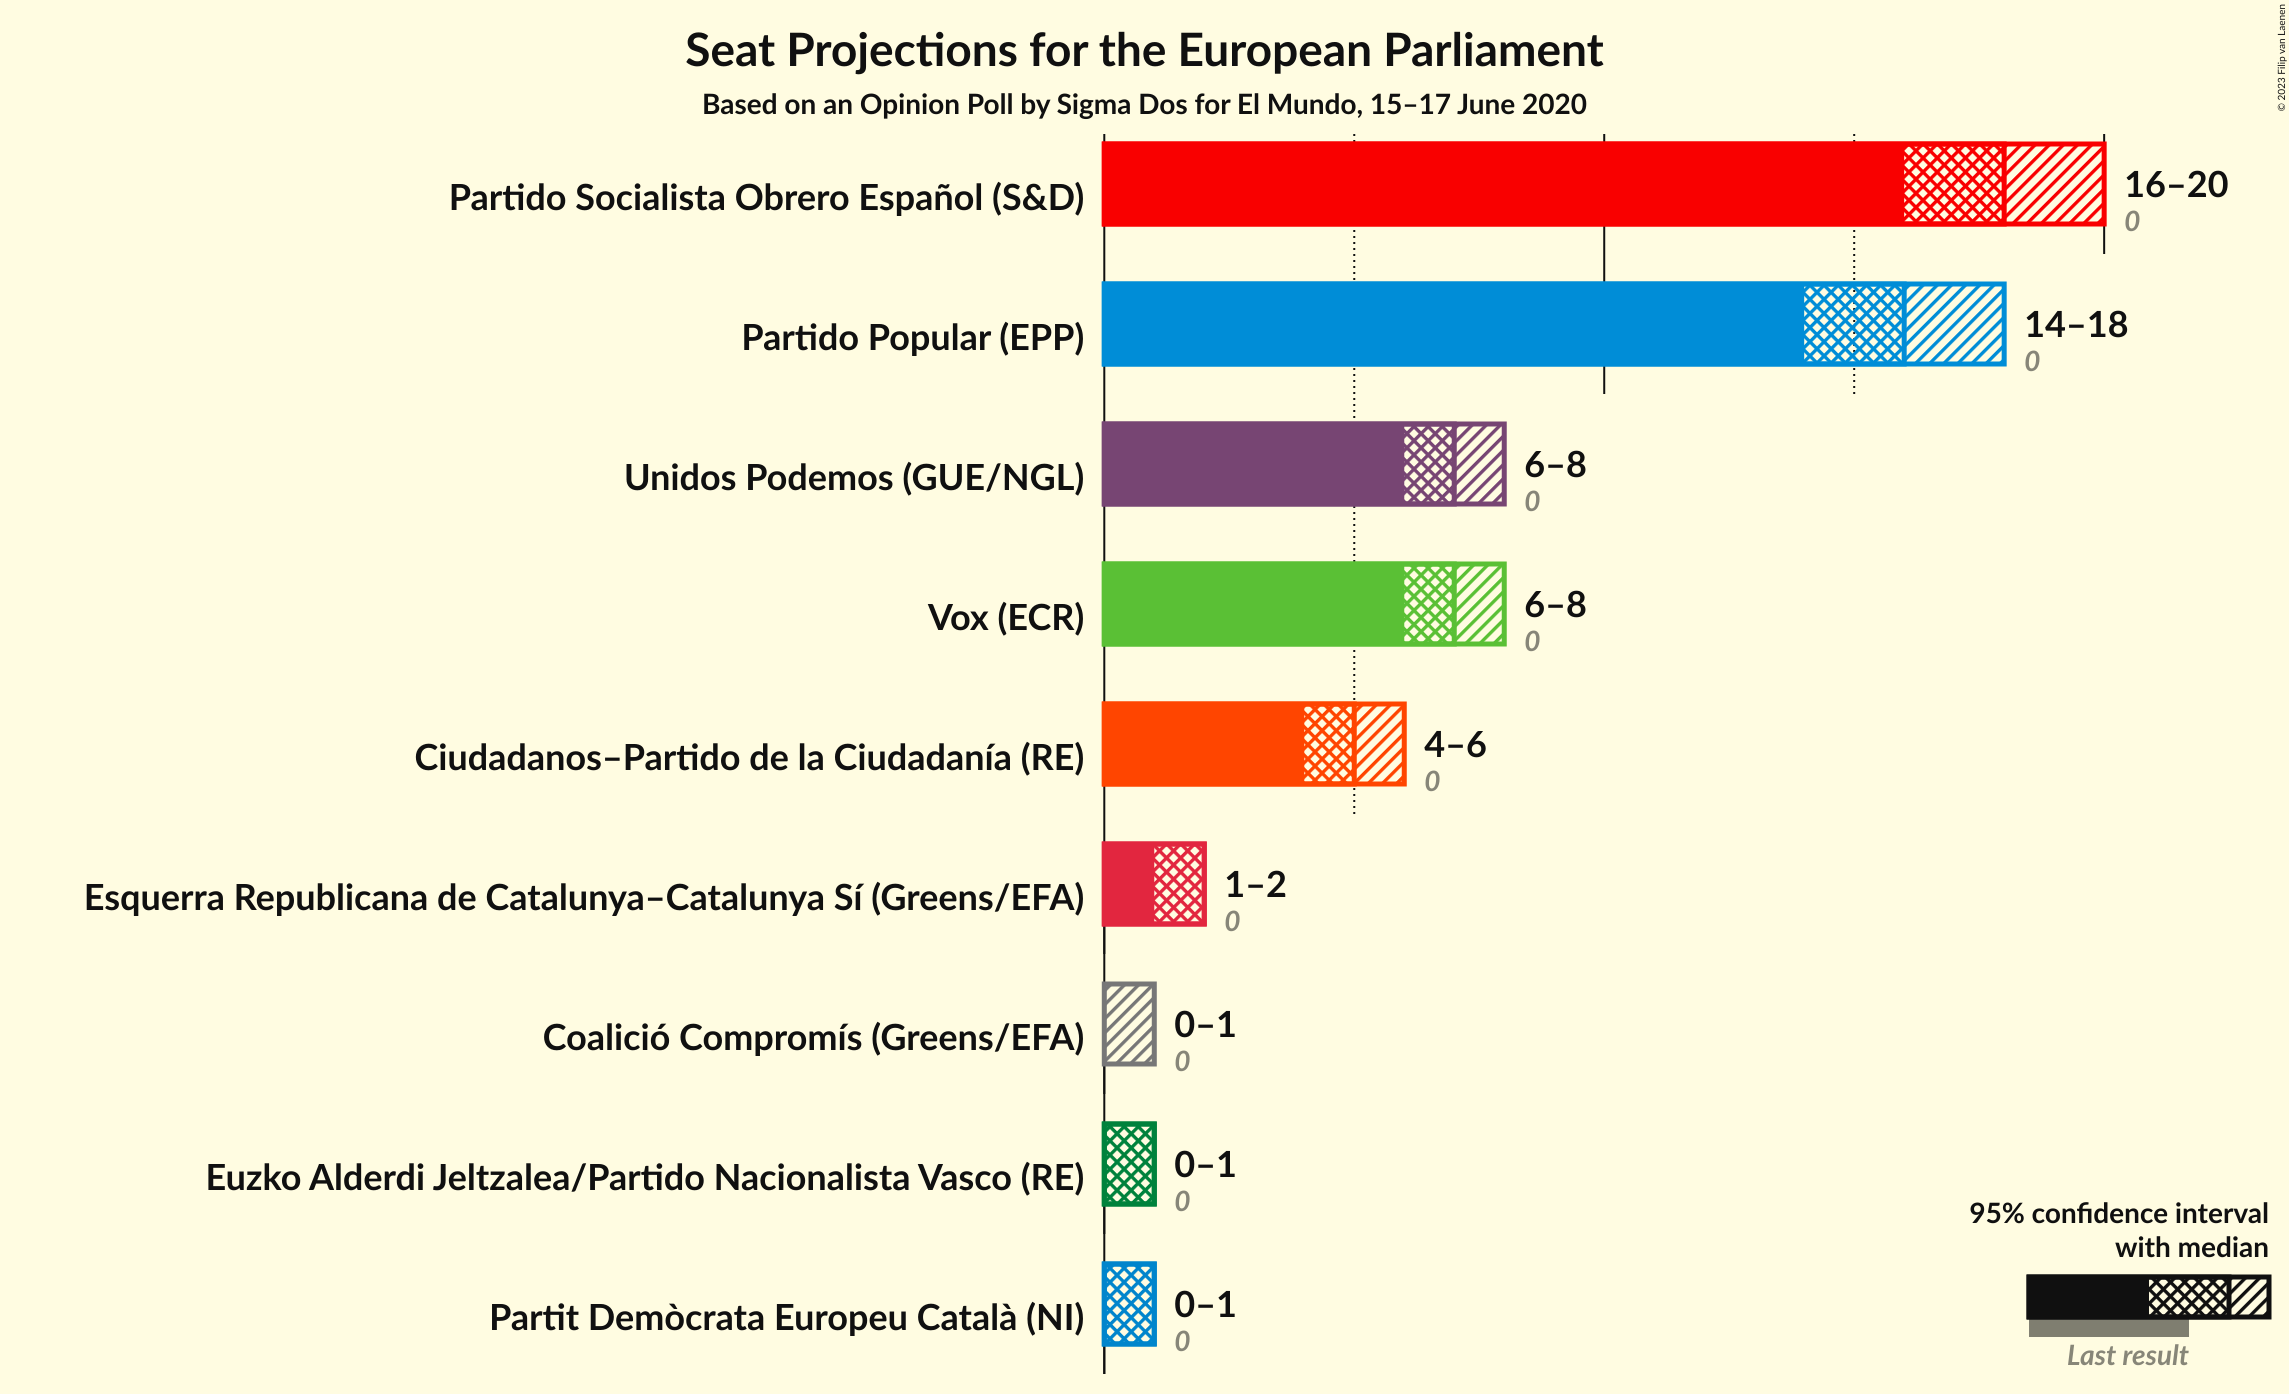 Seat Projections for the European Parliament
Based on an Opinion Poll by Sigma Dos for El Mundo, 15–17 June 2020
© 2023 Filip van Laenen
Partido Socialista Obrero Español (S&D)
16–20
0
Partido Popular (EPP)
14–18
0
Unidos Podemos (GUE/NGL)
6–8
0
Vox (ECR)
6–8
0
Ciudadanos–Partido de la Ciudadanía (RE)
4–6
0
Esquerra Republicana de Catalunya–Catalunya Sí (Greens/EFA)
1–2
0
Coalició Compromís (Greens/EFA)
0–1
0
Euzko Alderdi Jeltzalea/Partido Nacionalista Vasco (RE)
0–1
0
Partit Demòcrata Europeu Català (NI)
0–1
0
95% confidence interval
with median
Last result